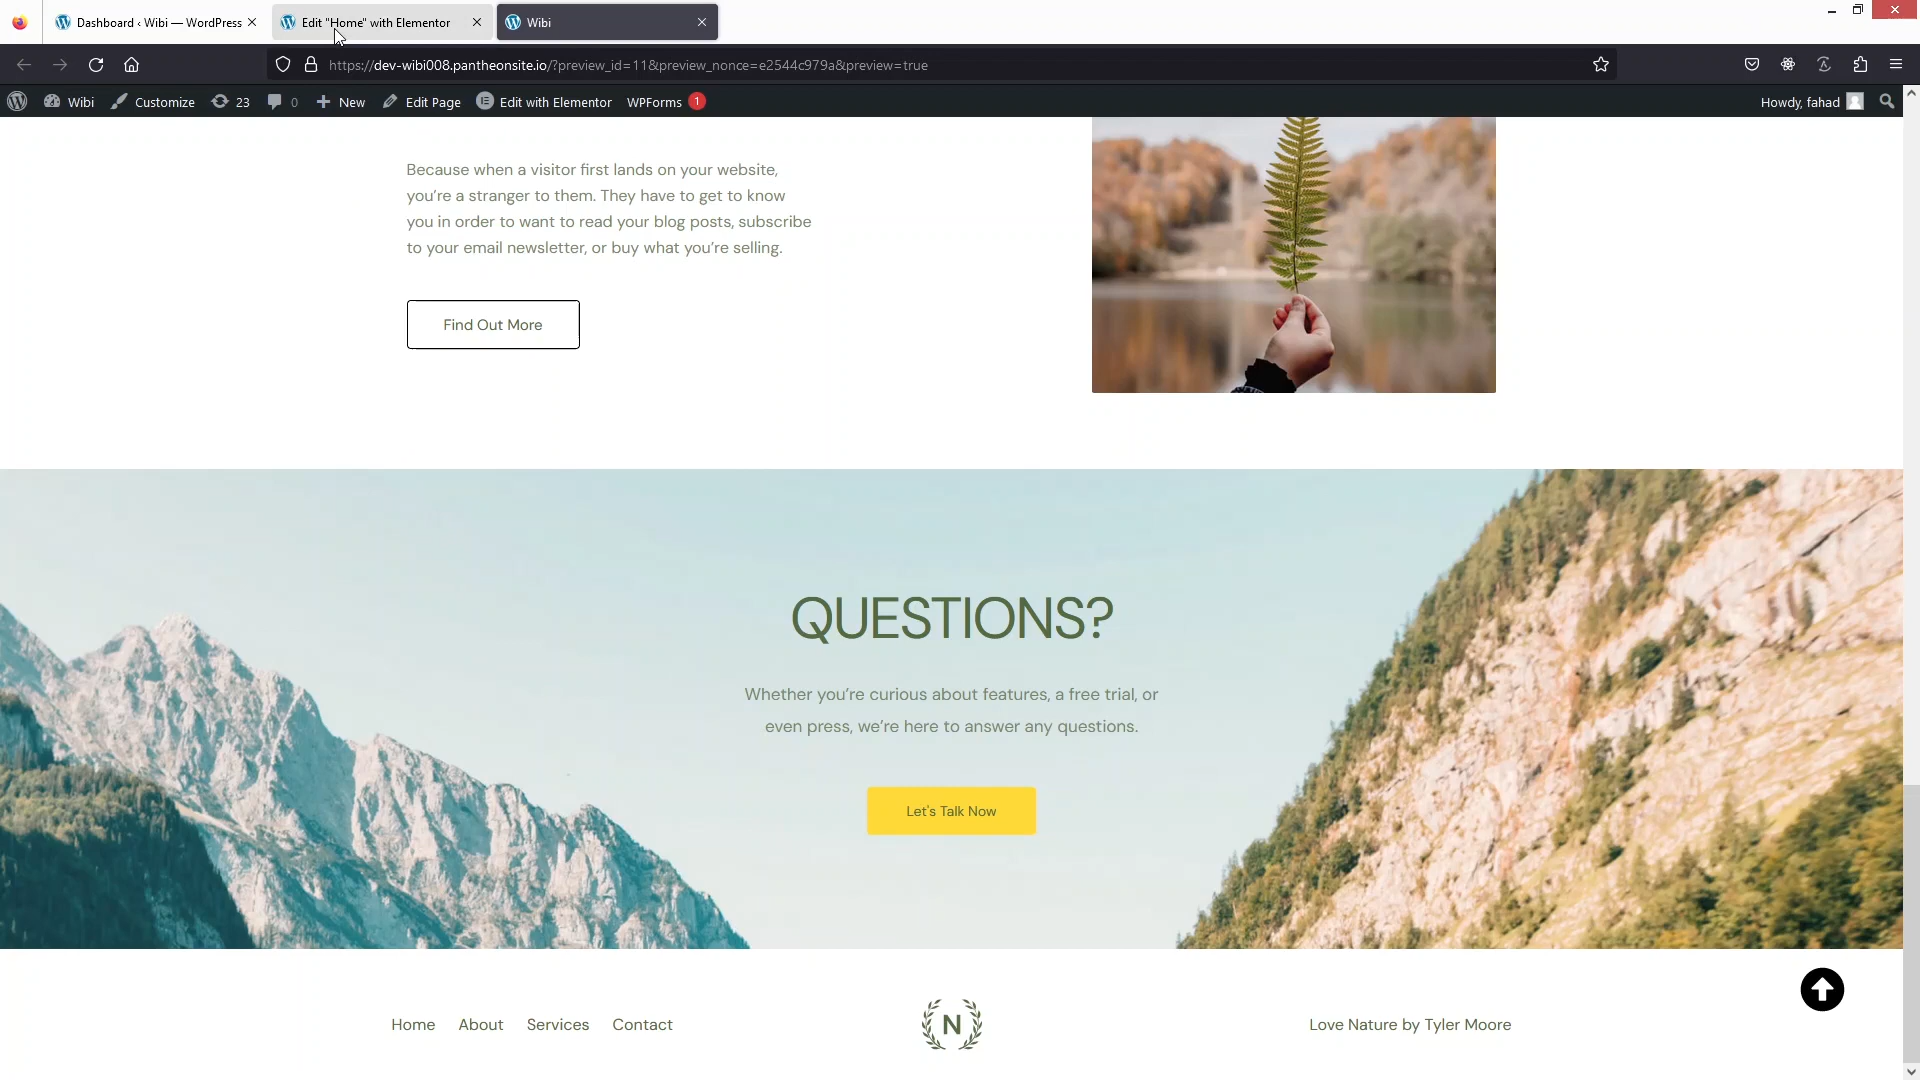 Dashboard ‹ Wibi — WordPress
Edit "Home" with Elementor
Wibi
https://dev-wibi008.pantheonsite.io/?preview_id=11&preview_nonce=e2544c979a&preview=true
Wibi
Customize
23
0
New
Edit Page
Edit with Elementor
WPForms 1
Howdy, fahad
Because when a visitor first lands on your website,
you’re a stranger to them. They have to get to know
you in order to want to read your blog posts, subscribe
to your email newsletter, or buy what you’re selling.
Find Out More
QUESTIONS?
Whether you’re curious about features, a free trial, or
even press, we’re here to answer any questions.
Let's Talk Now
Home
About
Services
Contact
N
Love Nature by Tyler Moore